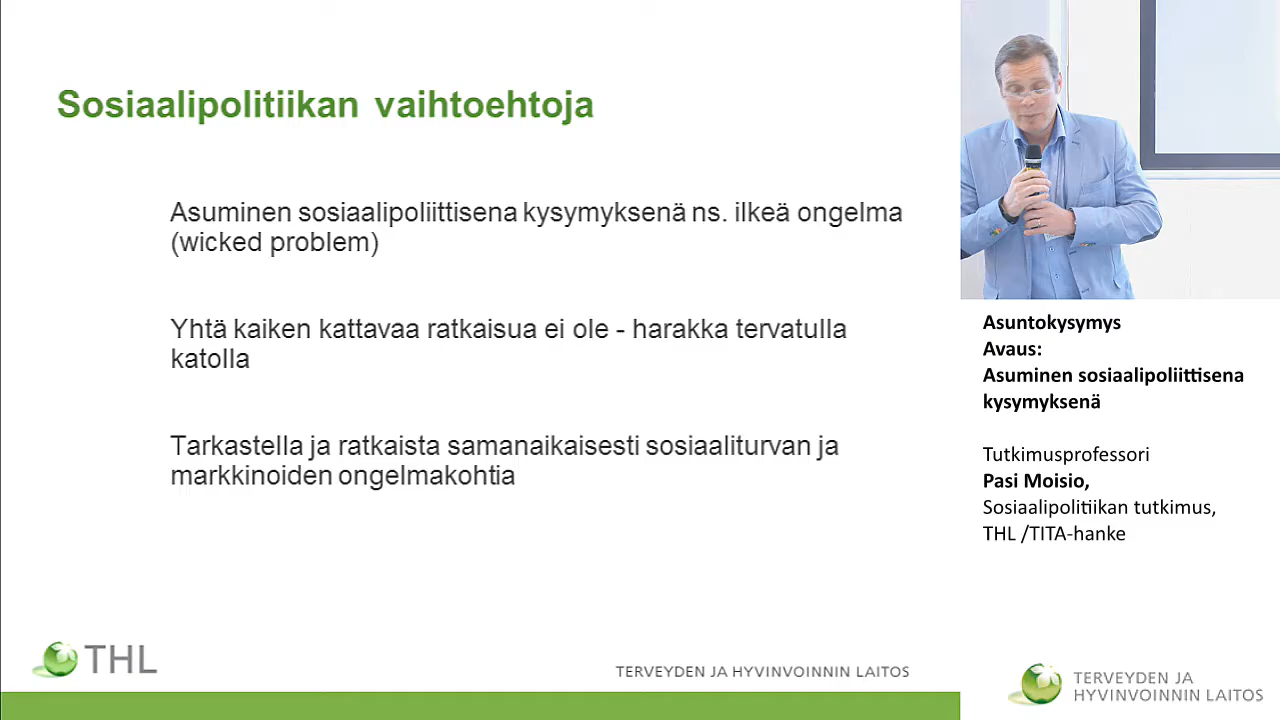 Sosiaalipolitiikan vaihtoehtoja
Asuminen sosiaalipoliittisena kysymyksenä ns. ilkeä ongelma
(wicked problem)
Yhtä kaiken kattavaa ratkaisua ei ole - harakka tervatulla
katolla
Tarkastella ja ratkaista samanaikaisesti sosiaaliturvan ja
markkinoiden ongelmakohtia
THL
TERVEYDEN JA HYVINVOINNIN LAITOS
Asuntokysymys
Avaus:
Asuminen sosiaalipoliittisena
kysymyksenä
Tutkimusprofessori
Pasi Moisio,
Sosiaalipolitiikan tutkimus,
THL /TITA-hanke
TERVEYDEN JA
HYVINVOINNIN LAITOS